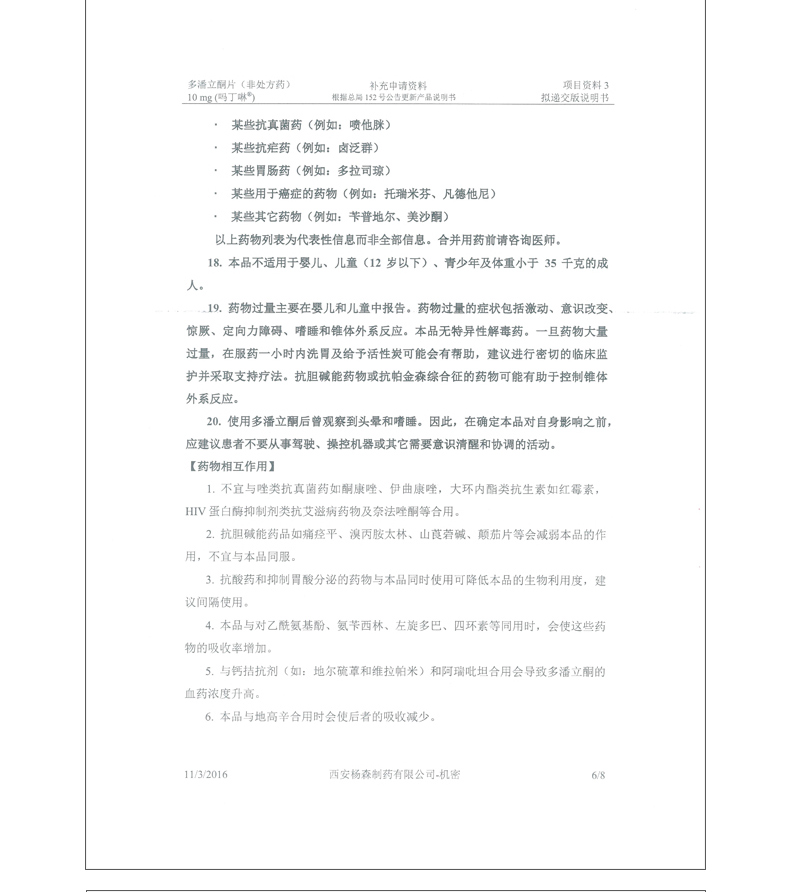 多潘立酮片（非处方药） 补充申请资料 项目资料 3
10 mg (吗丁啉®) 根据总局 152 号公告更新产品说明书 拟递交版说明书
· 某些抗真菌药（例如：喷他脒）
· 某些抗疟药（例如：卤泛群）
· 某些胃肠药（例如：多拉司琼）
· 某些用于癌症的药物（例如：托瑞米芬、凡德他尼）
· 某些其它药物（例如：苄普地尔、美沙酮）
以上药物列表为代表性信息而非全部信息。合并用药前请咨询医师。
18. 本品不适用于婴儿、儿童（12 岁以下）、青少年及体重小于 35 千克的成
人。
19. 药物过量主要在婴儿和儿童中报告。药物过量的症状包括激动、意识改变、
惊厥、定向力障碍、嗜睡和锥体外系反应。本品无特异性解毒药。一旦药物大量
过量，在服药一小时内洗胃及给予活性炭可能会有帮助，建议进行密切的临床监
护并采取支持疗法。抗胆碱能药物或抗帕金森综合征的药物可能有助于控制锥体
外系反应。
20. 使用多潘立酮后曾观察到头晕和嗜睡。因此，在确定本品对自身影响之前，
应建议患者不要从事驾驶、操控机器或其它需要意识清醒和协调的活动。
【药物相互作用】
1. 不宜与唑类抗真菌药如酮康唑、伊曲康唑，大环内酯类抗生素如红霉素，
HIV 蛋白酶抑制剂类抗艾滋病药物及奈法唑酮等合用。
2. 抗胆碱能药品如痛痉平、溴丙胺太林、山莨菪碱、颠茄片等会减弱本品的作
用，不宜与本品同服。
3. 抗酸药和抑制胃酸分泌的药物与本品同时使用可降低本品的生物利用度，建
议间隔使用。
4. 本品与对乙酰氨基酚、氨苄西林、左旋多巴、四环素等同用时，会使这些药
物的吸收率增加。
5. 与钙拮抗剂（如：地尔硫䓬和维拉帕米）和阿瑞吡坦合用会导致多潘立酮的
血药浓度升高。
6. 本品与地高辛合用时会使后者的吸收减少。
11/3/2016 西安杨森制药有限公司-机密 6/8